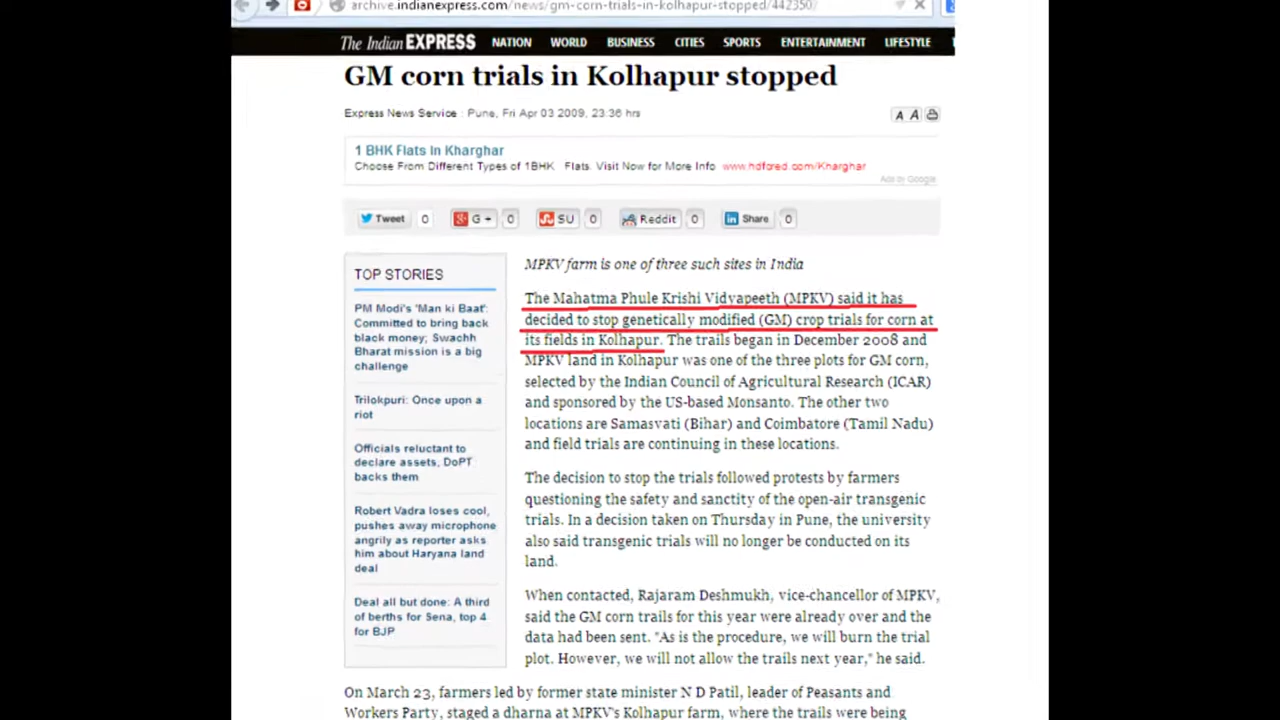 archive.indianexpress.com/news/gm-corn-trials-in-kolhapur-stopped/442350/
The Indian EXPRESS NATION WORLD BUSINESS CITIES SPORTS ENTERTAINMENT LIFESTYLE
GM corn trials in Kolhapur stopped
Express News Service : Pune, Fri Apr 03 2009, 23:36 hrs
A A
1 BHK Flats in Kharghar
Choose From Different Types of 1BHK Flats. Visit Now for More Info www.hdfcred.com/Kharghar
Ads by Google
Tweet 0 G + 0 SU 0 Reddit 0 Share 0
TOP STORIES
PM Modi's 'Man ki Baat':
Committed to bring back
black money; Swachh
Bharat mission is a big
challenge
Trilokpuri: Once upon a
riot
Officials reluctant to
declare assets, DoPT
backs them
Robert Vadra loses cool,
pushes away microphone
angrily as reporter asks
him about Haryana land
deal
Deal all but done: A third
of berths for Sena, top 4
for BJP
MPKV farm is one of three such sites in India
The Mahatma Phule Krishi Vidyapeeth (MPKV) said it has
decided to stop genetically modified (GM) crop trials for corn at
its fields in Kolhapur. The trails began in December 2008 and
MPKV land in Kolhapur was one of the three plots for GM corn,
selected by the Indian Council of Agricultural Research (ICAR)
and sponsored by the US-based Monsanto. The other two
locations are Samasvati (Bihar) and Coimbatore (Tamil Nadu)
and field trials are continuing in these locations.
The decision to stop the trials followed protests by farmers
questioning the safety and sanctity of the open-air transgenic
trials. In a decision taken on Thursday in Pune, the university
also said transgenic trials will no longer be conducted on its
land.
When contacted, Rajaram Deshmukh, vice-chancellor of MPKV,
said the GM corn trails for this year were already over and the
data had been sent. "As is the procedure, we will burn the trial
plot. However, we will not allow the trails next year," he said.
On March 23, farmers led by former state minister N D Patil, leader of Peasants and
Workers Party, staged a dharna at MPKV's Kolhapur farm, where the trails were being